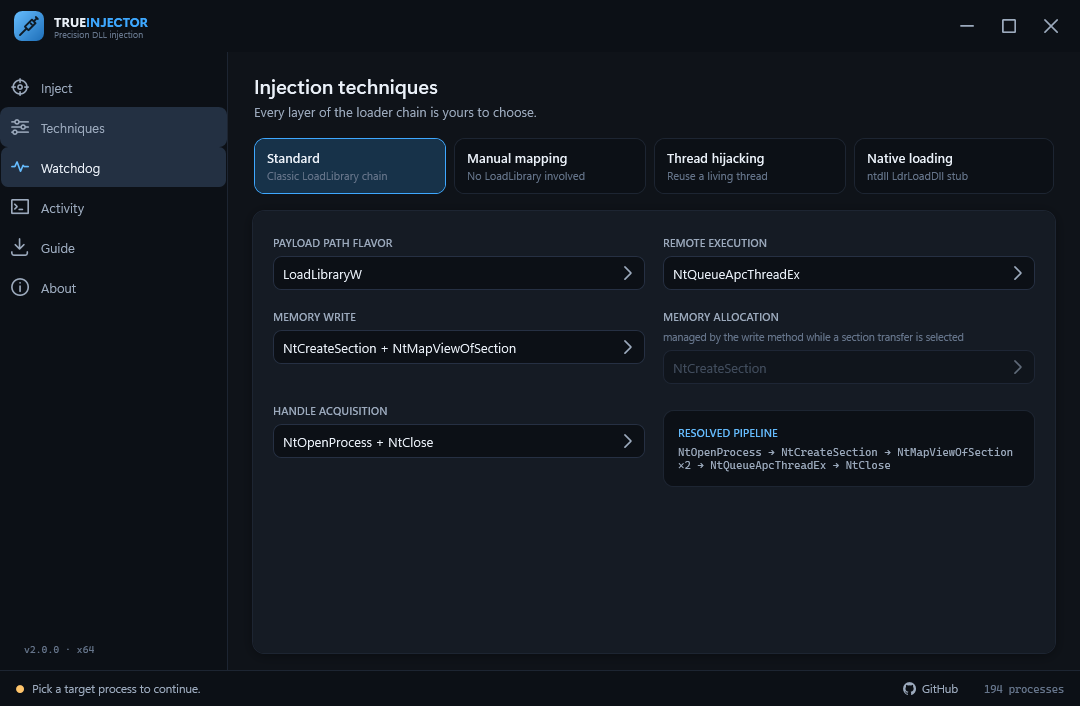 TRUEINJECTOR
Precision DLL injection
Inject
Techniques
Watchdog
Activity
Guide
About
v2.0.0 · x64
Injection techniques
Every layer of the loader chain is yours to choose.
Standard
Classic LoadLibrary chain
Manual mapping
No LoadLibrary involved
Thread hijacking
Reuse a living thread
Native loading
ntdll LdrLoadDll stub
PAYLOAD PATH FLAVOR
LoadLibraryW
REMOTE EXECUTION
NtQueueApcThreadEx
MEMORY WRITE
NtCreateSection + NtMapViewOfSection
MEMORY ALLOCATION
managed by the write method while a section transfer is selected
NtCreateSection
HANDLE ACQUISITION
NtOpenProcess + NtClose
RESOLVED PIPELINE
NtOpenProcess → NtCreateSection → NtMapViewOfSection
×2 → NtQueueApcThreadEx → NtClose
Pick a target process to continue.
GitHub
194 processes